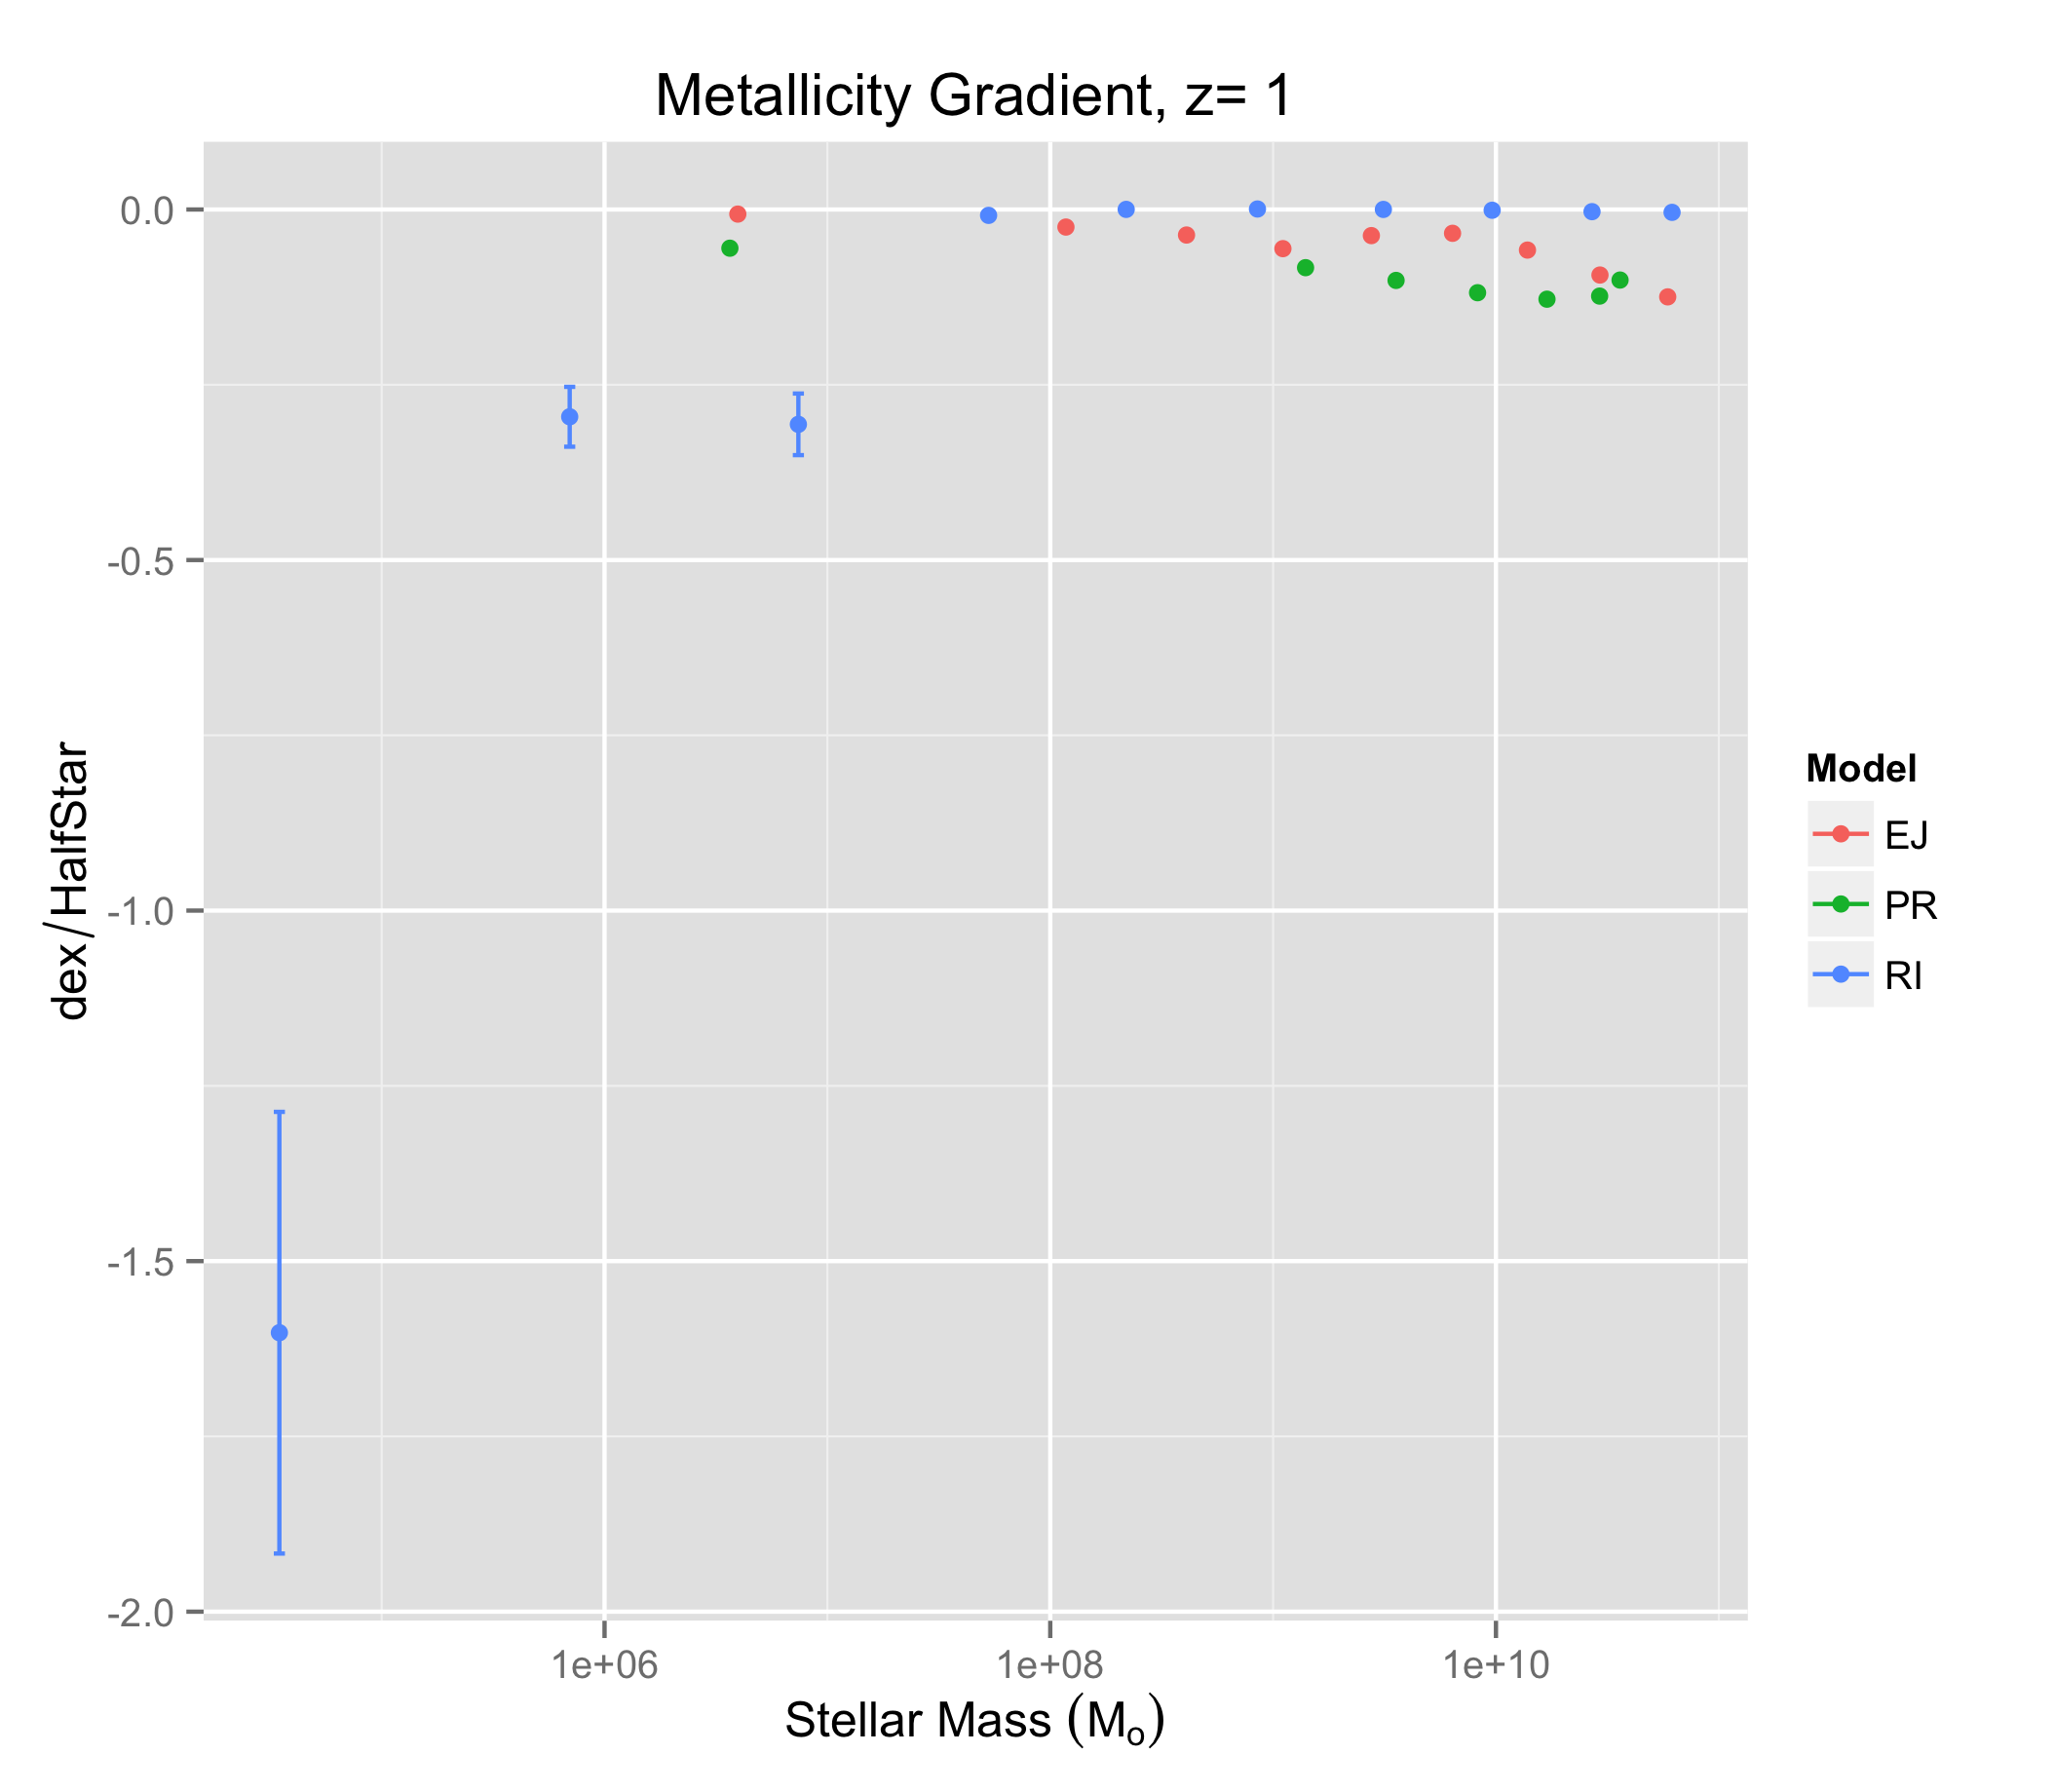 Metallicity Gradient, z= 1
0.0
-0.5
-1.0
-1.5
-2.0
dex/HalfStar
1e+06
1e+08
1e+10
Stellar Mass (Mo)
Model
EJ
PR
RI